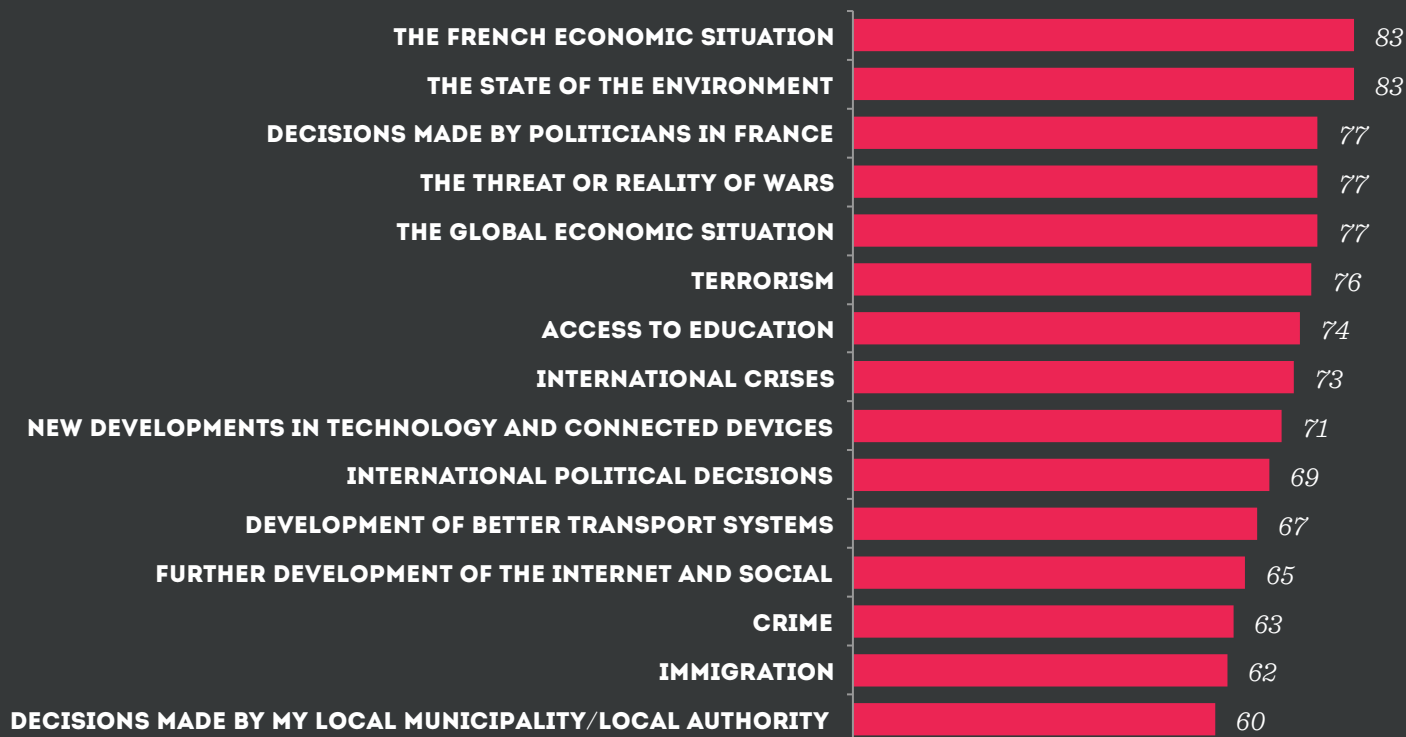 THE FRENCH ECONOMIC SITUATION 83
THE STATE OF THE ENVIRONMENT 83
DECISIONS MADE BY POLITICIANS IN FRANCE 77
THE THREAT OR REALITY OF WARS 77
THE GLOBAL ECONOMIC SITUATION 77
TERRORISM 76
ACCESS TO EDUCATION 74
INTERNATIONAL CRISES 73
NEW DEVELOPMENTS IN TECHNOLOGY AND CONNECTED DEVICES 71
INTERNATIONAL POLITICAL DECISIONS 69
DEVELOPMENT OF BETTER TRANSPORT SYSTEMS 67
FURTHER DEVELOPMENT OF THE INTERNET AND SOCIAL 65
CRIME 63
IMMIGRATION 62
DECISIONS MADE BY MY LOCAL MUNICIPALITY/LOCAL AUTHORITY 60